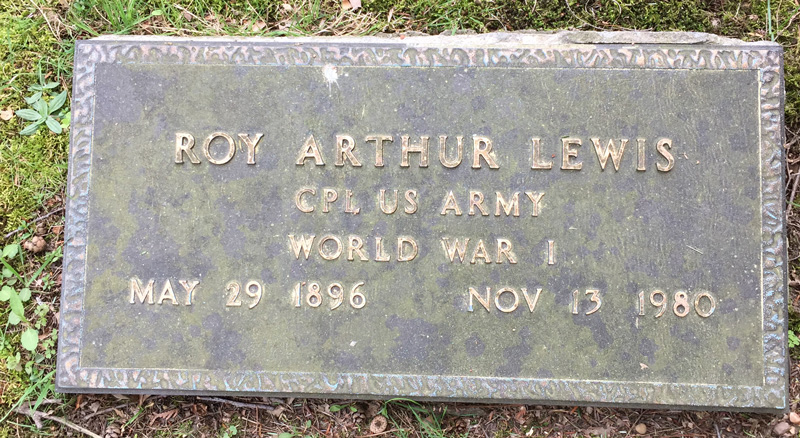 ROY ARTHUR LEWIS
CPL US ARMY
WORLD WAR I
MAY 29 1896 NOV 13 1980